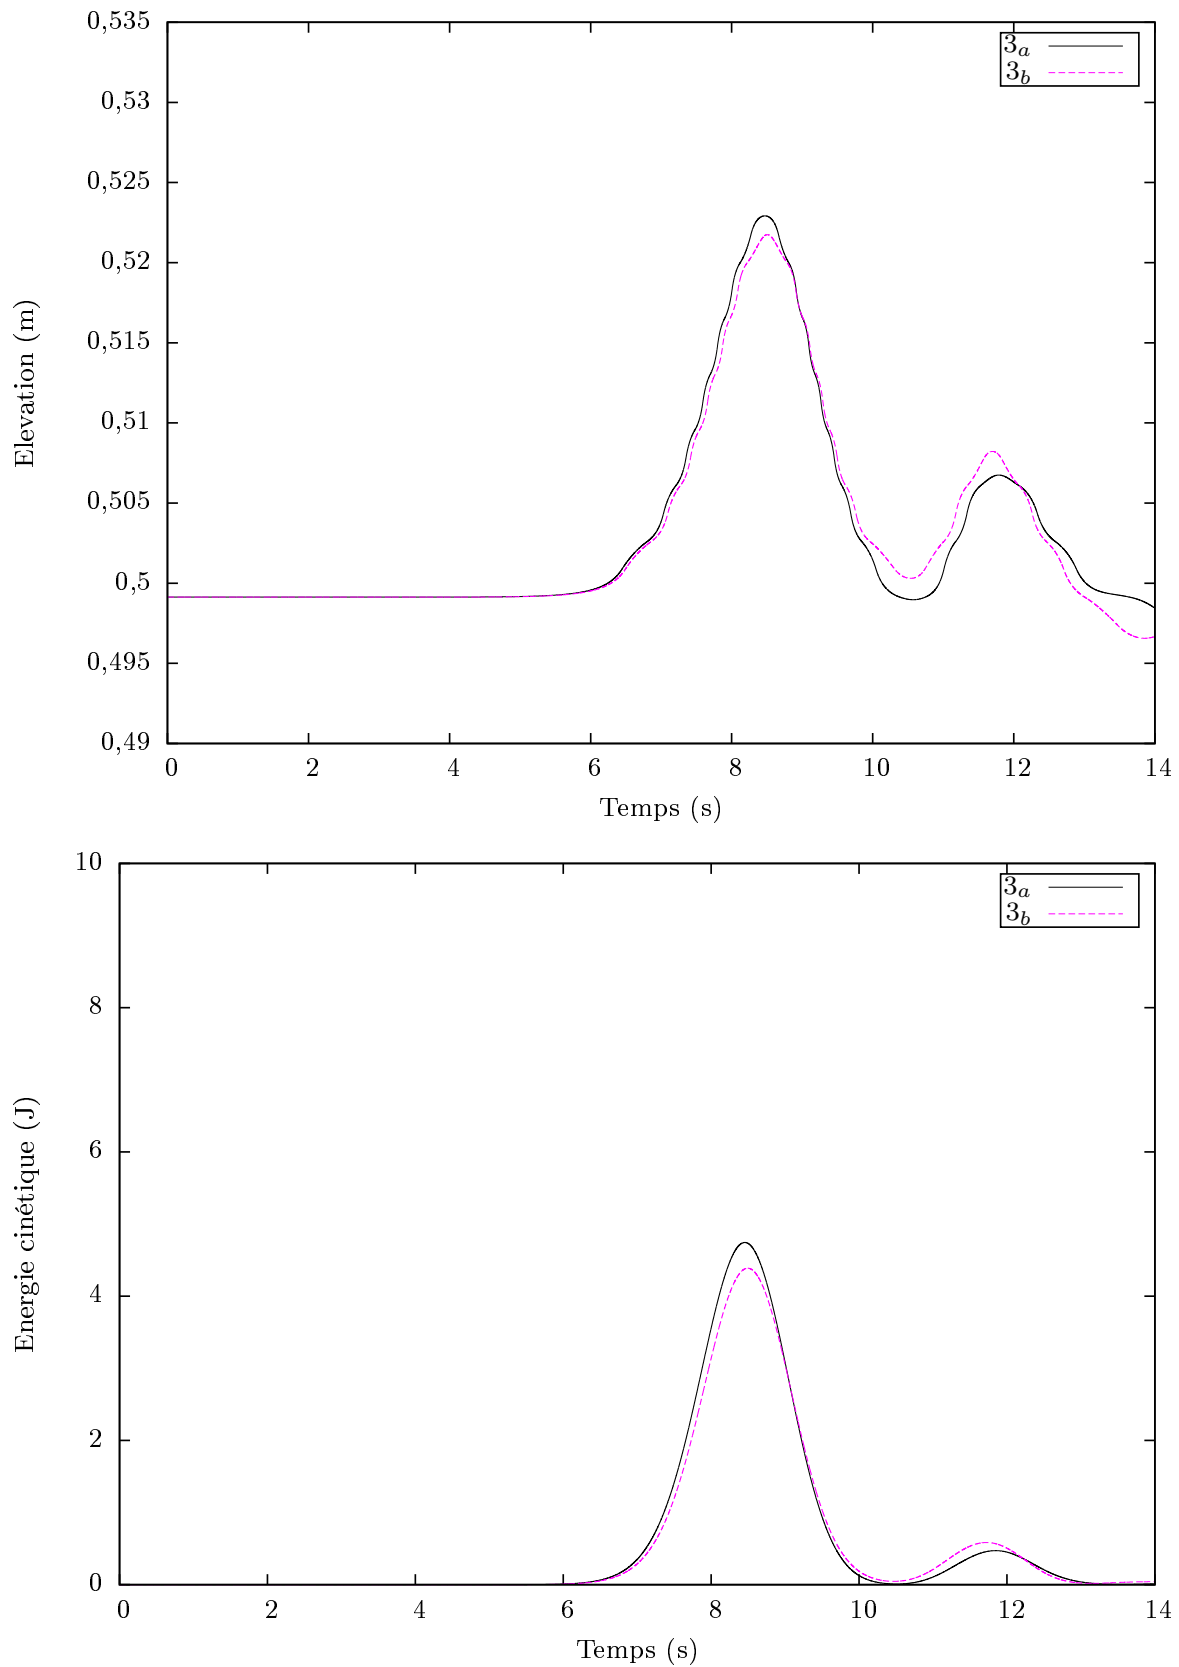 0,535
0,53
0,525
0,52
0,515
0,51
0,505
0,5
0,495
0,49
Elevation (m)
3a
3b
0 2 4 6 8 10 12 14
Temps (s)
10
8
6
4
2
0
Energie cinétique (J)
3a
3b
0 2 4 6 8 10 12 14
Temps (s)